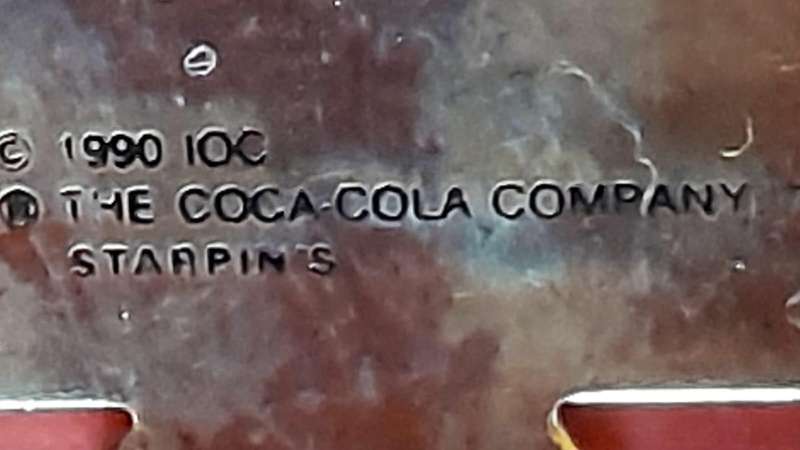 © 1990 IOC
® THE COCA-COLA COMPANY
STARPIN'S